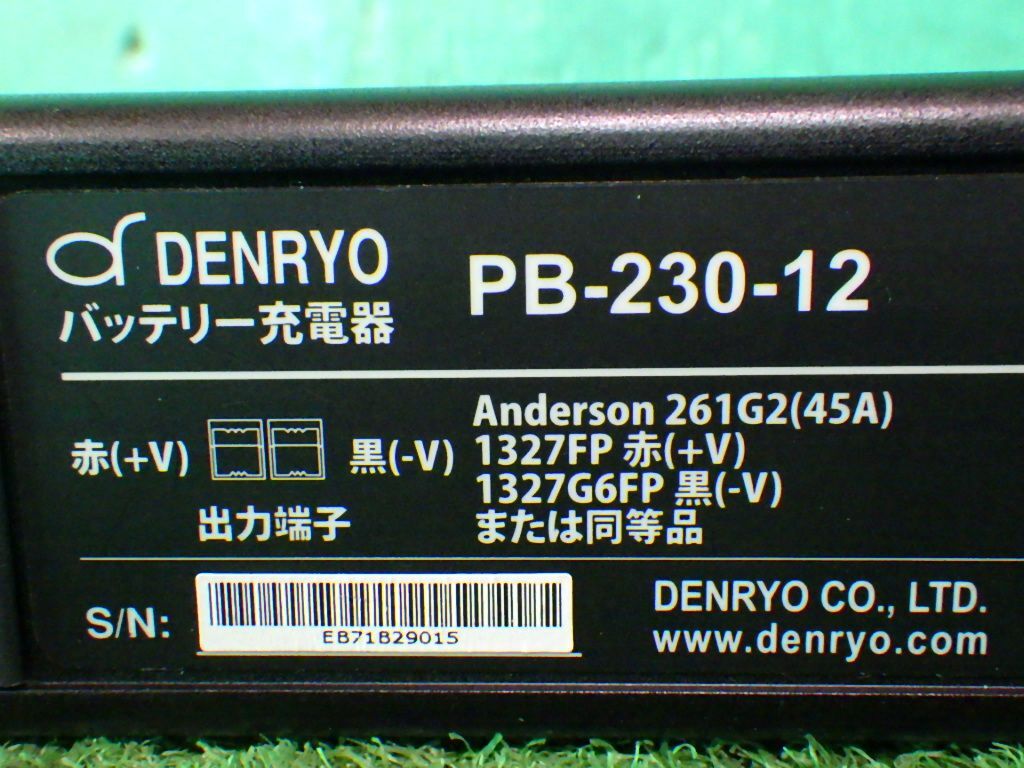 DENRYO
バッテリー充電器
PB-230-12
赤(+V)
黒(-V)
出力端子
Anderson 261G2(45A)
1327FP 赤(+V)
1327G6FP 黒(-V)
または同等品
S/N:
EB71B29015
DENRYO CO., LTD.
www.denryo.com